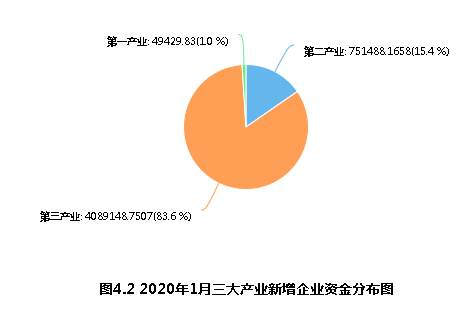 第一产业: 49429.83(1.0 %)
第二产业: 751488.1658(15.4 %)
第三产业: 4089148.7507(83.6 %)
图4.2 2020年1月三大产业新增企业资金分布图